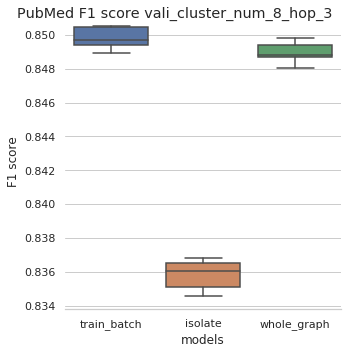 PubMed F1 score vali_cluster_num_8_hop_3
0.850
0.848
0.846
0.844
0.842
0.840
0.838
0.836
0.834
F1 score
train_batch isolate whole_graph
models